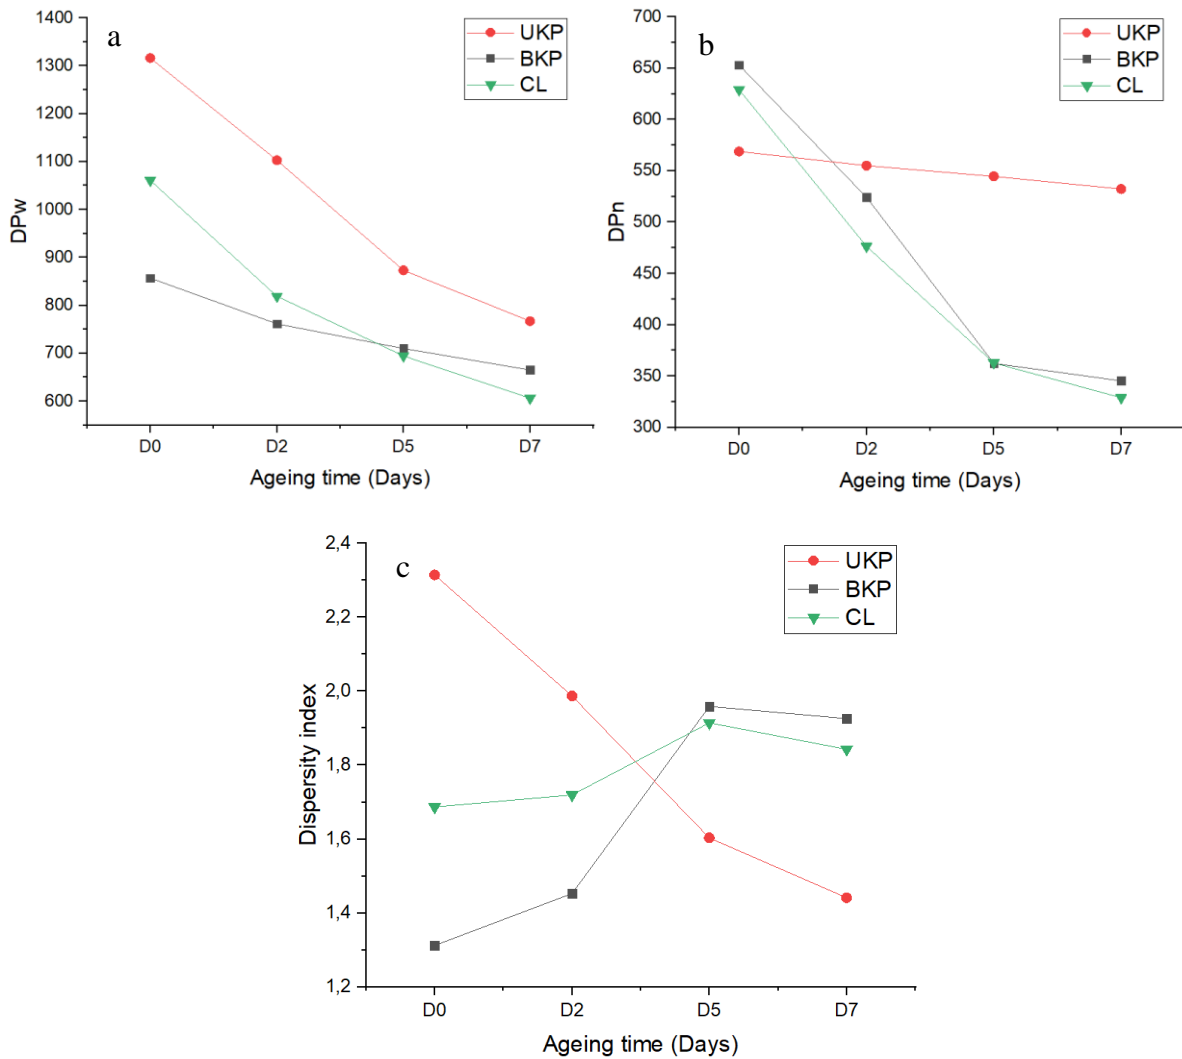 a
UKP
BKP
CL
1400
1300
1200
1100
1000
900
800
700
600
DPw
D0 D2 D5 D7
Ageing time (Days)
b
UKP
BKP
CL
700
650
600
550
500
450
400
350
300
DPn
D0 D2 D5 D7
Ageing time (Days)
c
UKP
BKP
CL
2,4
2,2
2,0
1,8
1,6
1,4
1,2
Dispersity index
D0 D2 D5 D7
Ageing time (Days)